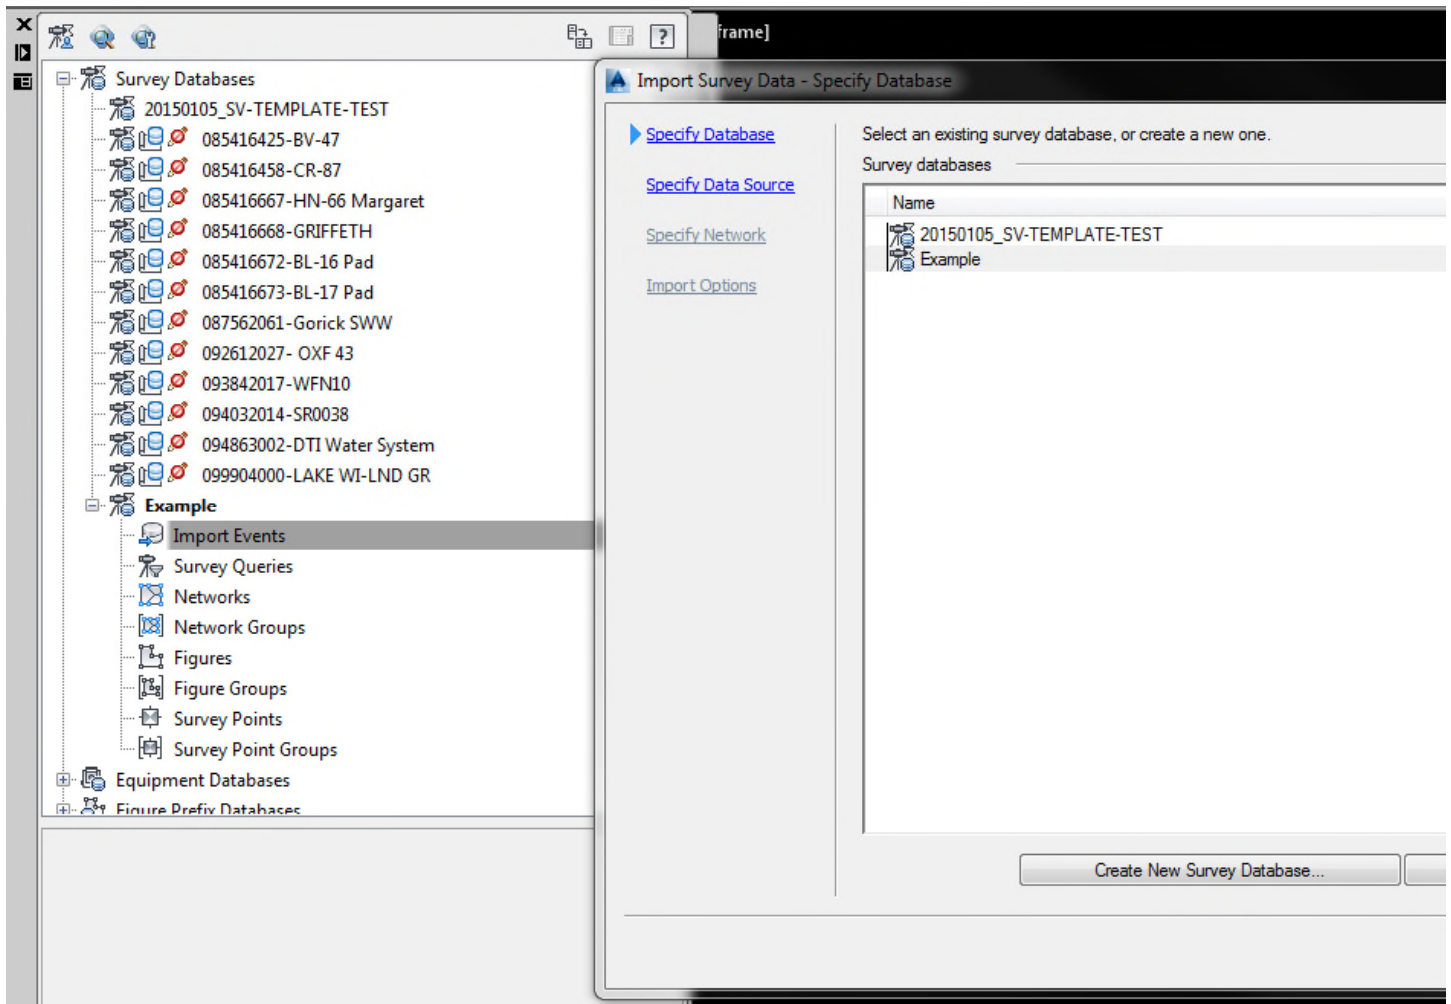 frame]
Survey Databases
20150105_SV-TEMPLATE-TEST
085416425-BV-47
085416458-CR-87
085416667-HN-66 Margaret
085416668-GRIFFETH
085416672-BL-16 Pad
085416673-BL-17 Pad
087562061-Gorick SWW
092612027- OXF 43
093842017-WFN10
094032014-SR0038
094863002-DTI Water System
099904000-LAKE WI-LND GR
Example
Import Events
Survey Queries
Networks
Network Groups
Figures
Figure Groups
Survey Points
Survey Point Groups
Equipment Databases
Figure Prefix Databases
Import Survey Data - Specify Database
Specify Database
Specify Data Source
Specify Network
Import Options
Select an existing survey database, or create a new one.
Survey databases
Name
20150105_SV-TEMPLATE-TEST
Example
Create New Survey Database...